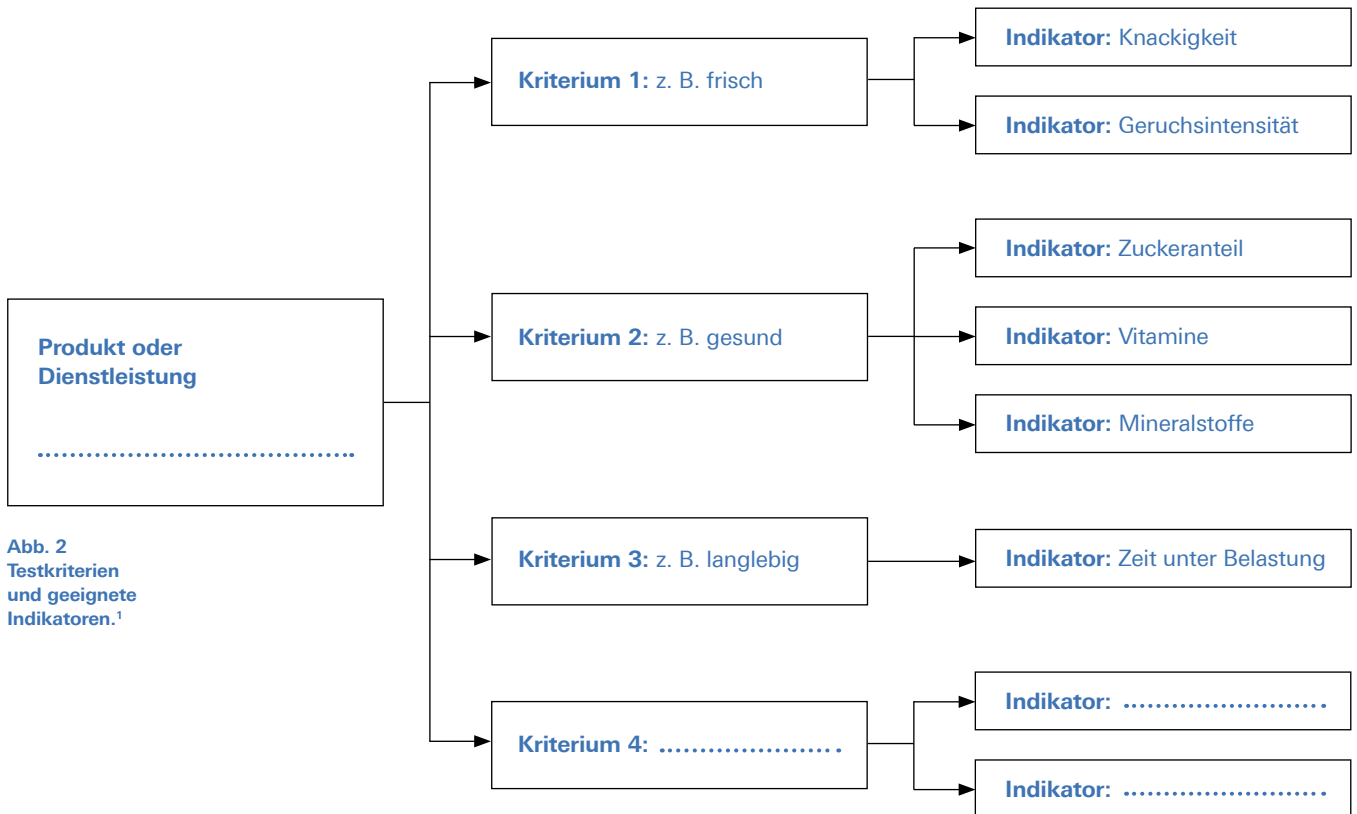 Produkt oder
Dienstleistung
........................................
Abb. 2
Testkriterien
und geeignete
Indikatoren.¹
Kriterium 1: z. B. frisch
Indikator: Knackigkeit
Indikator: Geruchsintensität
Kriterium 2: z. B. gesund
Indikator: Zuckeranteil
Indikator: Vitamine
Indikator: Mineralstoffe
Kriterium 3: z. B. langlebig
Indikator: Zeit unter Belastung
Kriterium 4: ........................
Indikator: ..........................
Indikator: ..........................